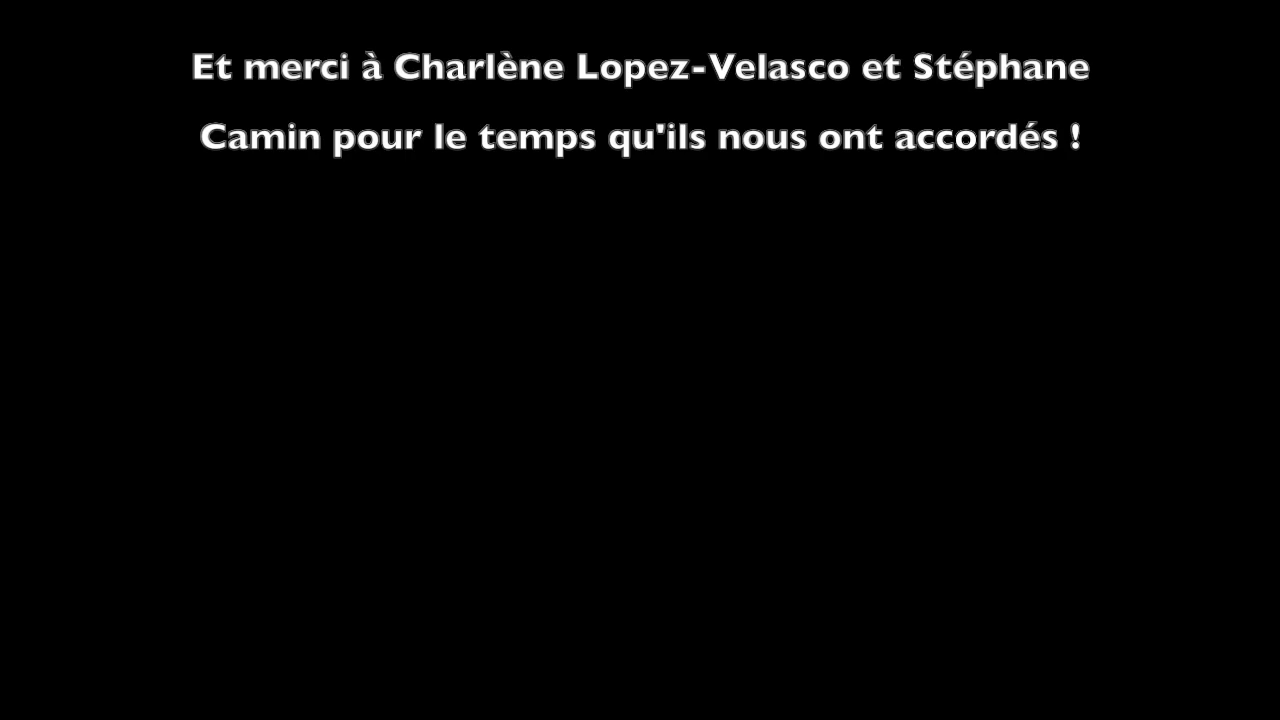 Et merci à Charlène Lopez-Velasco et Stéphane
Camin pour le temps qu'ils nous ont accordés !